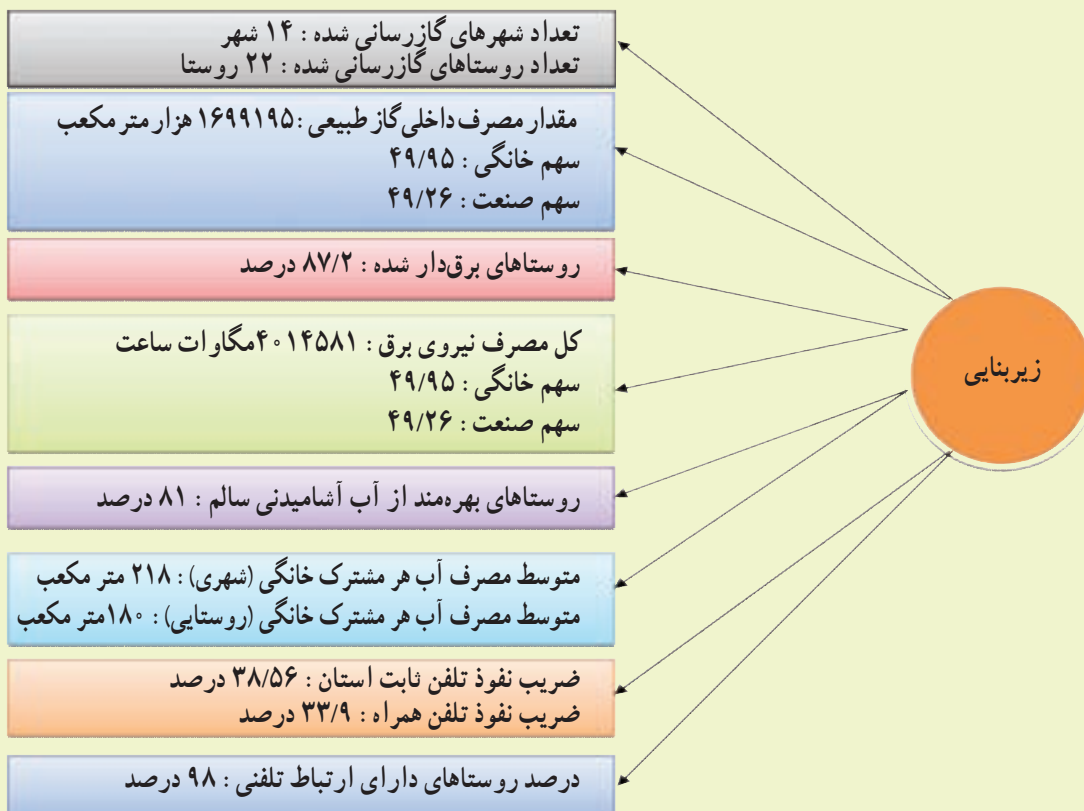 تعداد شهرهای گازرسانی شده : ۱۴ شهر
تعداد روستاهای گازرسانی شده : ۲۲ روستا
مقدار مصرف داخلی گاز طبیعی : ۱۶۹۹۱۹۵ هزار متر مکعب
سهم خانگی : ۴۹/۹۵
سهم صنعت : ۴۹/۲۶
روستاهای برق‌دار شده : ۸۷/۲ درصد
کل مصرف نیروی برق : ۴۰۱۴۵۸۱ مگاوات ساعت
سهم خانگی : ۴۹/۹۵
سهم صنعت : ۴۹/۲۶
روستاهای بهره‌مند از آب آشامیدنی سالم : ۸۱ درصد
متوسط مصرف آب هر مشترک خانگی (شهری) : ۲۱۸ متر مکعب
متوسط مصرف آب هر مشترک خانگی (روستایی) : ۱۸۰ متر مکعب
ضریب نفوذ تلفن ثابت استان : ۳۸/۵۶ درصد
ضریب نفوذ تلفن همراه : ۳۳/۹ درصد
درصد روستاهای دارای ارتباط تلفنی : ۹۸ درصد
زیربنایی